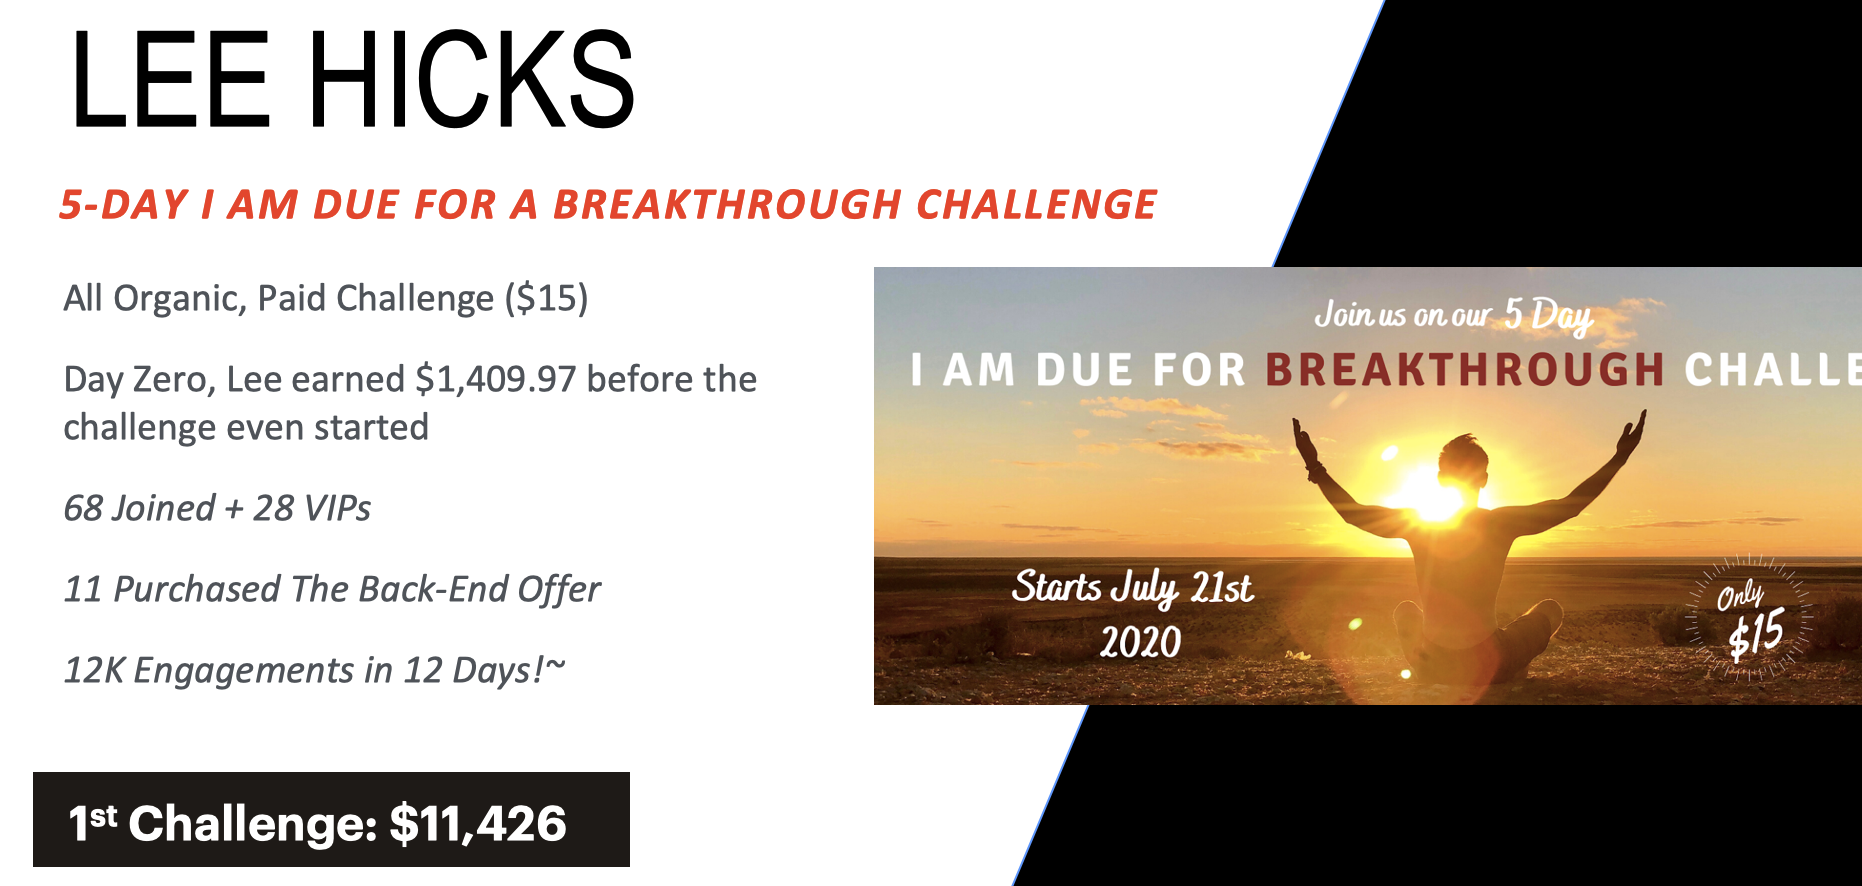 LEE HICKS
5-DAY I AM DUE FOR A BREAKTHROUGH CHALLENGE
All Organic, Paid Challenge ($15)
Day Zero, Lee earned $1,409.97 before the
challenge even started
68 Joined + 28 VIPs
11 Purchased The Back-End Offer
12K Engagements in 12 Days!~
1st Challenge: $11,426
Join us on our 5 Day
I AM DUE FOR BREAKTHROUGH CHALLE
Starts July 21st
2020
Only
$15